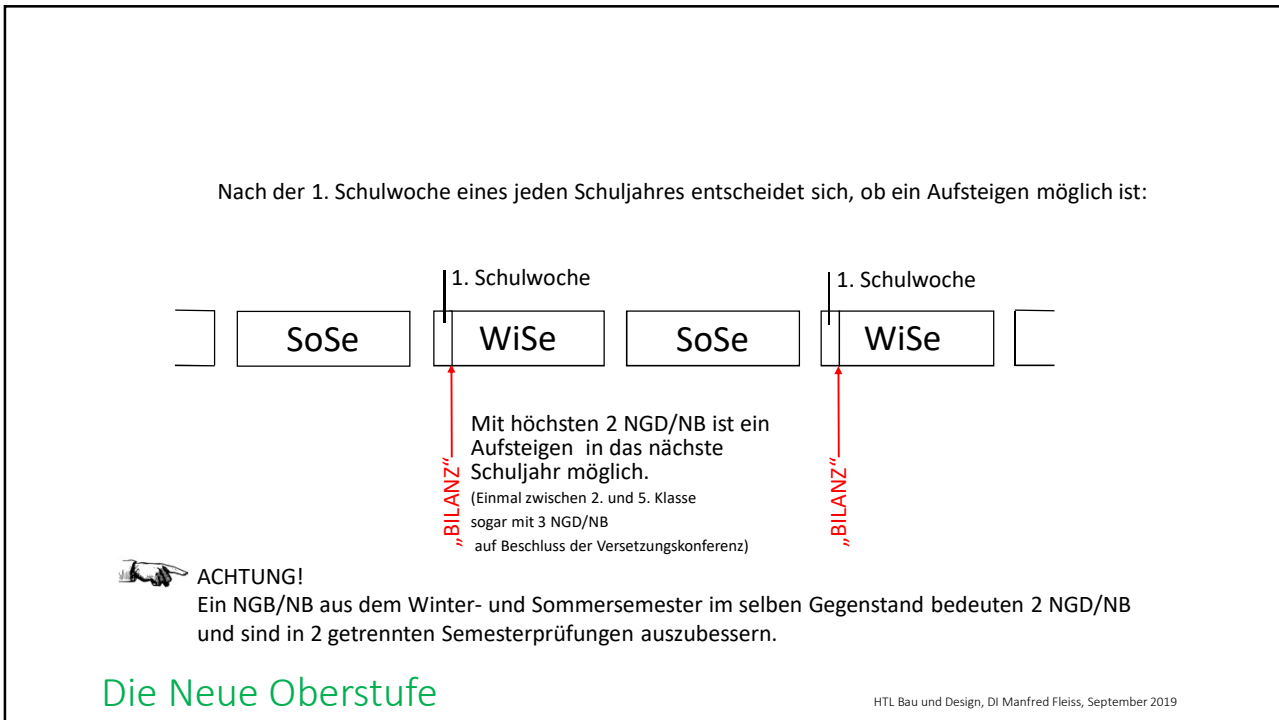 Nach der 1. Schulwoche eines jeden Schuljahres entscheidet sich, ob ein Aufsteigen möglich ist:
1. Schulwoche
1. Schulwoche
SoSe
WiSe
SoSe
WiSe
„BILANZ“
Mit höchsten 2 NGD/NB ist ein
Aufsteigen in das nächste
Schuljahr möglich.
(Einmal zwischen 2. und 5. Klasse
sogar mit 3 NGD/NB
auf Beschluss der Versetzungskonferenz)
„BILANZ“
ACHTUNG!
Ein NGB/NB aus dem Winter- und Sommersemester im selben Gegenstand bedeuten 2 NGD/NB
und sind in 2 getrennten Semesterprüfungen auszubessern.
Die Neue Oberstufe
HTL Bau und Design, DI Manfred Fleiss, September 2019